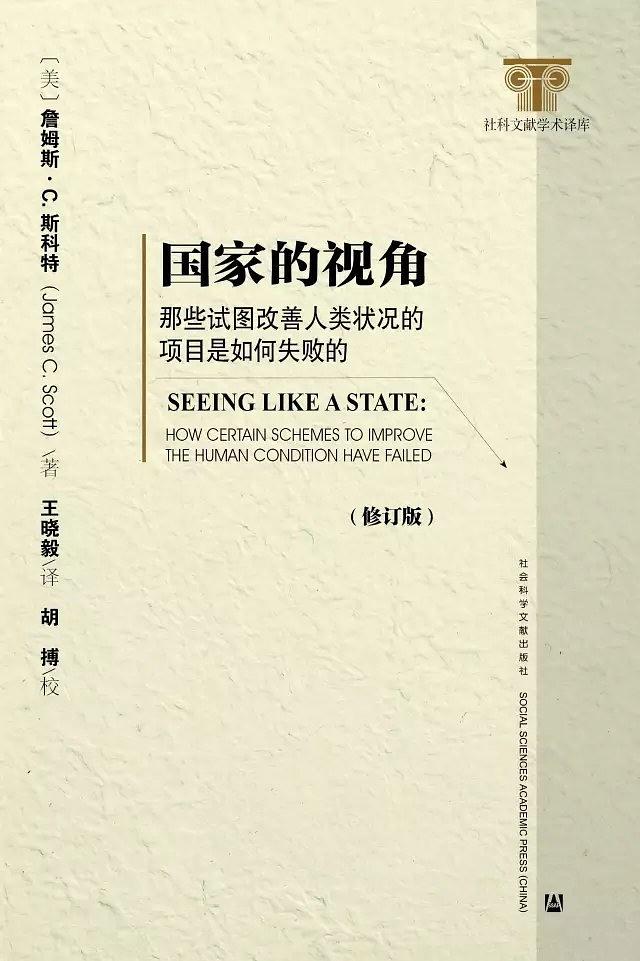 〔美〕詹姆斯·C.斯科特（James C. Scott）\著 王晓毅\译 胡 搏\校
社科文献学术译库
国家的视角
那些试图改善人类状况的
项目是如何失败的
SEEING LIKE A STATE:
HOW CERTAIN SCHEMES TO IMPROVE
THE HUMAN CONDITION HAVE FAILED
（修订版）
社会科学文献出版社 SOCIAL SCIENCES ACADEMIC PRESS (CHINA)
SSAP